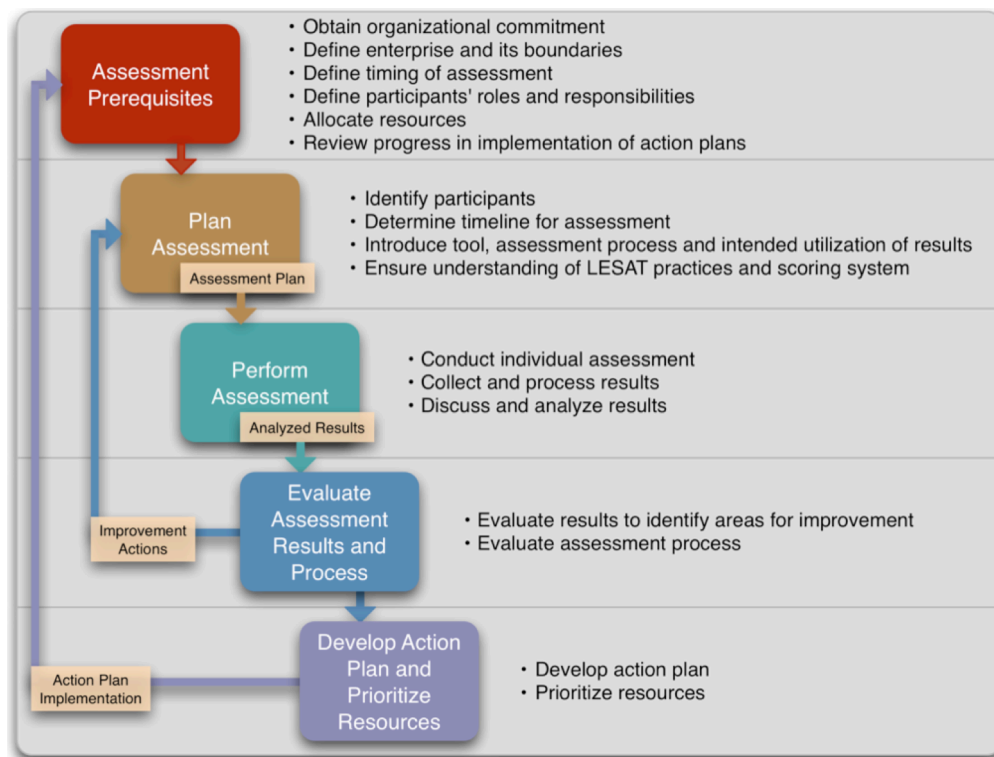 Assessment
Prerequisites
• Obtain organizational commitment
• Define enterprise and its boundaries
• Define timing of assessment
• Define participants' roles and responsibilities
• Allocate resources
• Review progress in implementation of action plans
Plan
Assessment
Assessment Plan
• Identify participants
• Determine timeline for assessment
• Introduce tool, assessment process and intended utilization of results
• Ensure understanding of LESAT practices and scoring system
Perform
Assessment
Analyzed Results
• Conduct individual assessment
• Collect and process results
• Discuss and analyze results
Evaluate
Assessment
Results and
Process
Improvement
Actions
• Evaluate results to identify areas for improvement
• Evaluate assessment process
Develop Action
Plan and
Prioritize
Resources
Action Plan
Implementation
• Develop action plan
• Prioritize resources